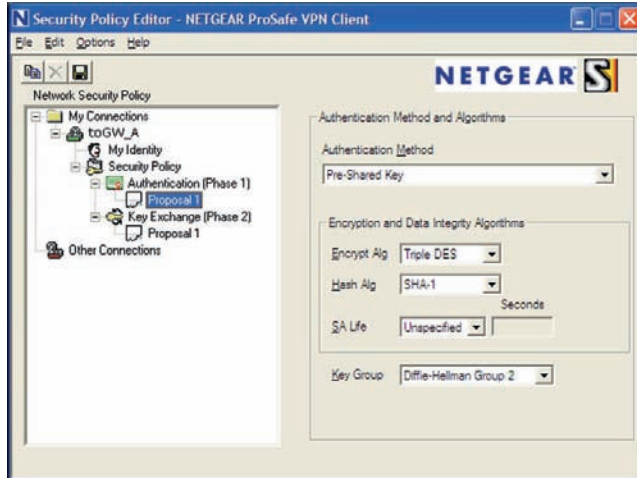 Security Policy Editor - NETGEAR ProSafe VPN Client
File Edit Options Help
NETGEAR
Network Security Policy
My Connections
toGW_A
My Identity
Security Policy
Authentication (Phase 1)
Proposal 1
Key Exchange (Phase 2)
Proposal 1
Other Connections
Authentication Method and Algorithms
Authentication Method
Pre-Shared Key
Encryption and Data Integrity Algorithms
Encrypt Alg Triple DES
Hash Alg SHA-1
Seconds
SA Life Unspecified
Key Group Diffie-Hellman Group 2